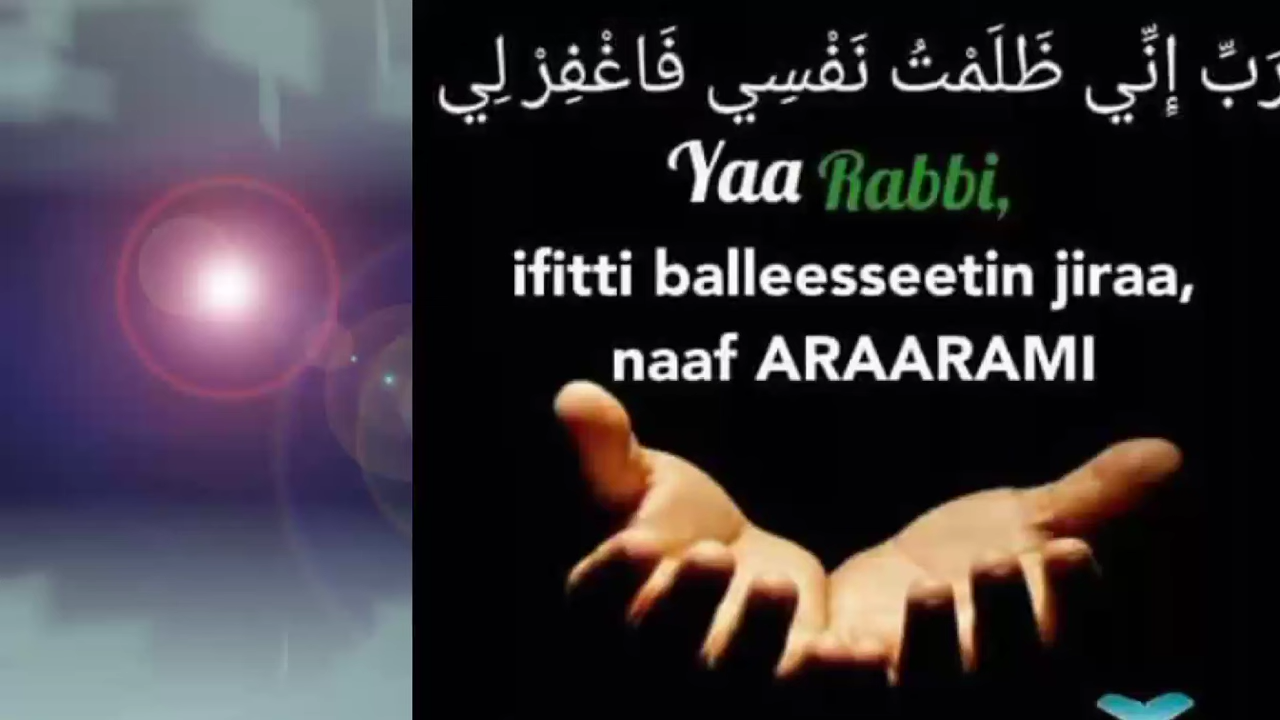 رَبِّ إِنِّي ظَلَمْتُ نَفْسِي فَاغْفِرْ لِي
Yaa Rabbi,
ifitti balleesseetin jiraa,
naaf ARAARAMI